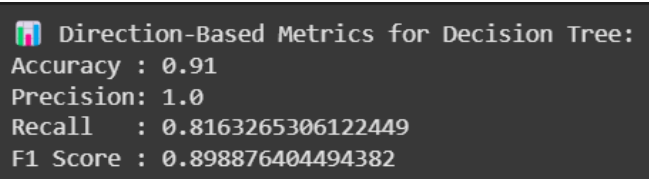 📊 Direction-Based Metrics for Decision Tree:
Accuracy : 0.91
Precision: 1.0
Recall   : 0.8163265306122449
F1 Score : 0.898876404494382